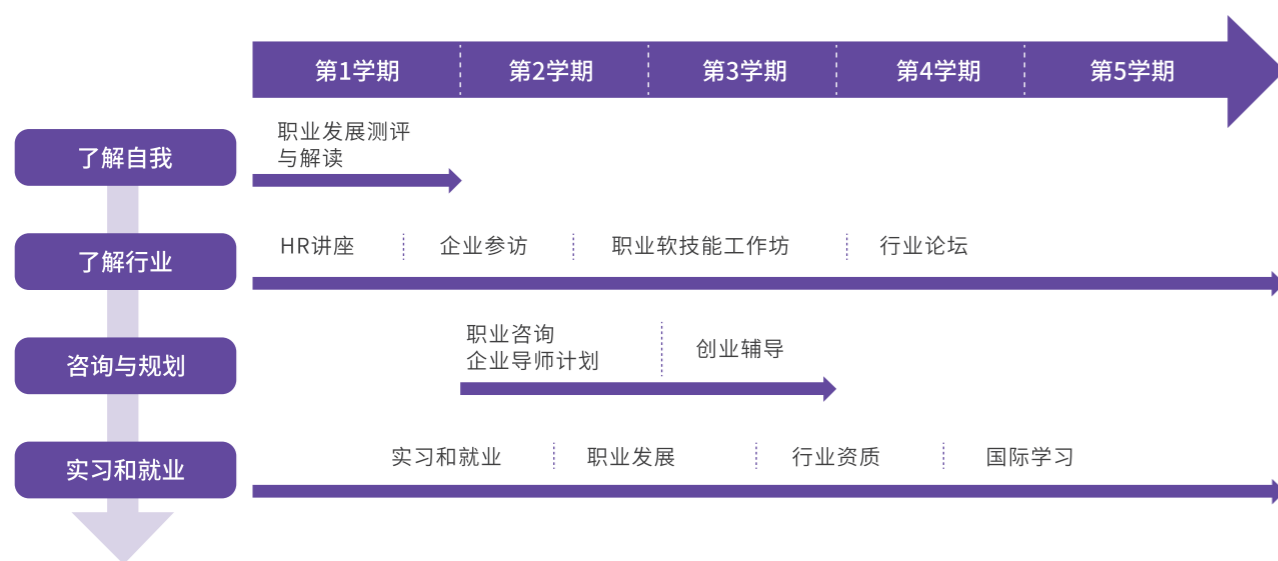 第1学期
第2学期
第3学期
第4学期
第5学期
了解自我
职业发展测评
与解读
了解行业
HR讲座
企业参访
职业软技能工作坊
行业论坛
咨询与规划
职业咨询
企业导师计划
创业辅导
实习和就业
实习和就业
职业发展
行业资质
国际学习